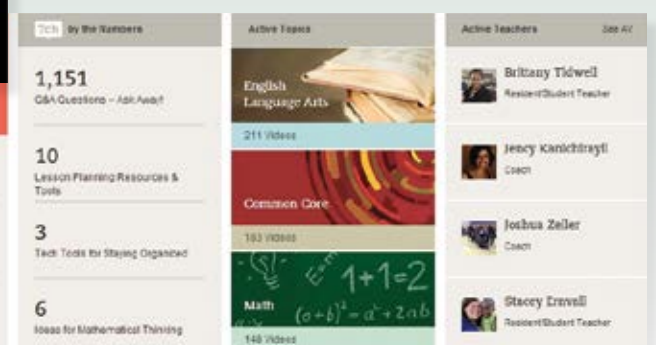 Tch by the Numbers
1,151
Q&A Questions – Ask Away!
10
Lesson Planning Resources &
Tools
3
Tech Tools for Staying Organized
6
Ideas for Mathematical Thinking
Active Topics
English
Language Arts
211 Videos
Common Core
163 Videos
Math
1+1=2
(a+b)²=a²+2ab
148 Videos
Active Teachers
See All
Brittany Tidwell
Resident/Student Teacher
Jency Kanichirayil
Coach
Joshua Zeller
Coach
Stacey
Resident/Student Teacher